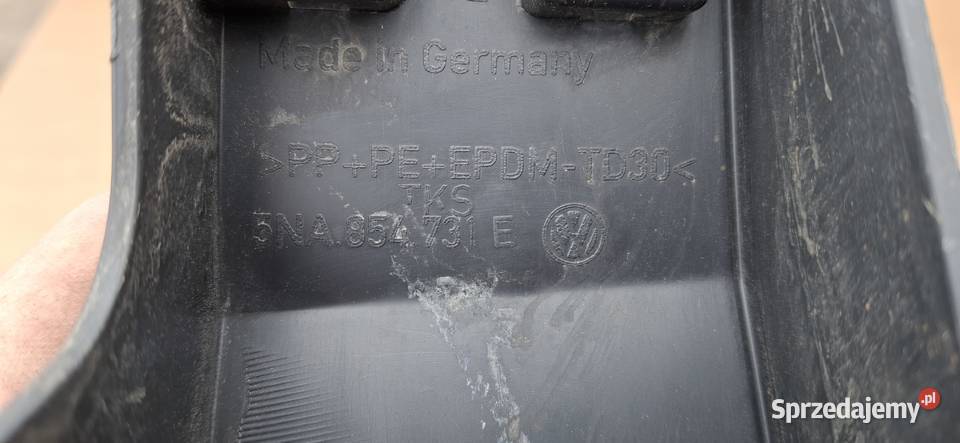 Made in Germany
>PP+PE+EPDM-TD30<
TKS
5NA.854.731 E
Sprzedajemy.pl